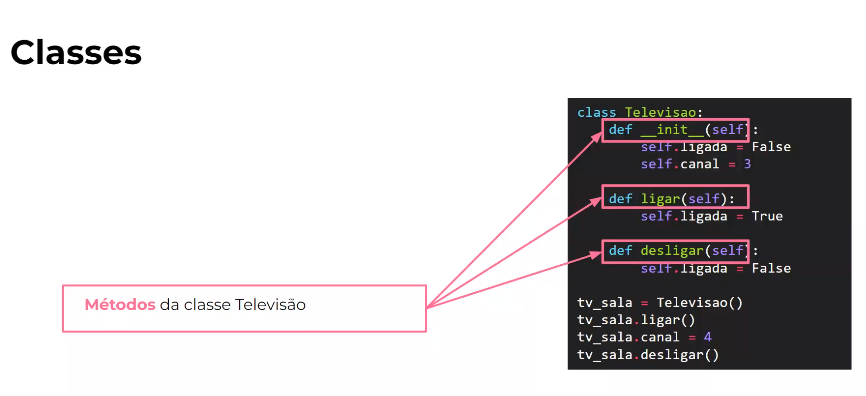 Classes
class Televisao:
    def __init__(self):
        self.ligada = False
        self.canal = 3
    def ligar(self):
        self.ligada = True
    def desligar(self):
        self.ligada = False
tv_sala = Televisao()
tv_sala.ligar()
tv_sala.canal = 4
tv_sala.desligar()
Métodos da classe Televisão